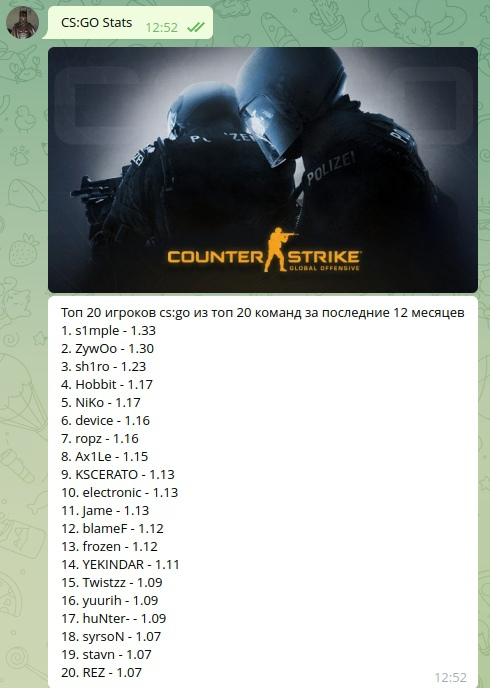 CS:GO Stats
12:52
POLIZEI
POLIZEI
COUNTER STRIKE
GLOBAL OFFENSIVE
Топ 20 игроков cs:go из топ 20 команд за последние 12 месяцев
1. s1mple - 1.33
2. ZywOo - 1.30
3. sh1ro - 1.23
4. Hobbit - 1.17
5. NiKo - 1.17
6. device - 1.16
7. ropz - 1.16
8. Ax1Le - 1.15
9. KSCERATO - 1.13
10. electronic - 1.13
11. Jame - 1.13
12. blameF - 1.12
13. frozen - 1.12
14. YEKINDAR - 1.11
15. Twistzz - 1.09
16. yuurih - 1.09
17. huNter- - 1.09
18. syrsoN - 1.07
19. stavn - 1.07
20. REZ - 1.07
12:52